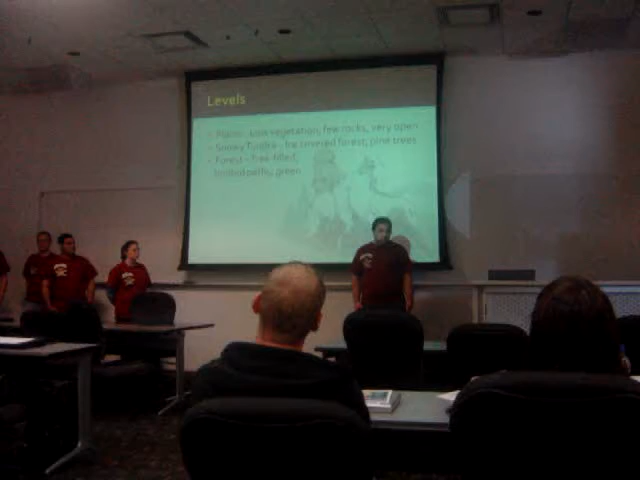 Levels
Plains - Low vegetation, few rocks, very open
Snowy Tundra - Ice covered forest, pine trees
Forest - Tree-filled,
limited paths, green